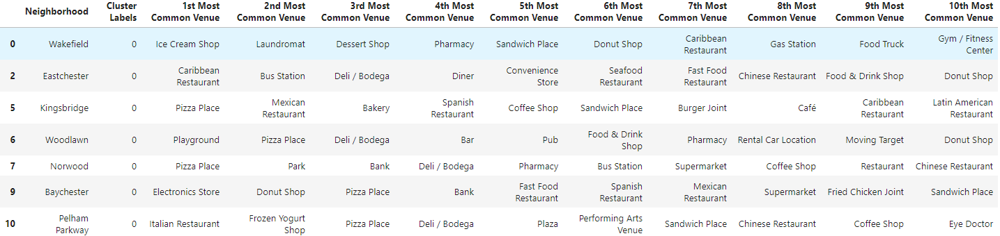 Neighborhood Cluster Labels 1st Most Common Venue 2nd Most Common Venue 3rd Most Common Venue 4th Most Common Venue 5th Most Common Venue 6th Most Common Venue 7th Most Common Venue 8th Most Common Venue 9th Most Common Venue 10th Most Common Venue
0 Wakefield 0 Ice Cream Shop Laundromat Dessert Shop Pharmacy Sandwich Place Donut Shop Caribbean Restaurant Gas Station Food Truck Gym / Fitness Center
2 Eastchester 0 Caribbean Restaurant Bus Station Deli / Bodega Diner Convenience Store Seafood Restaurant Fast Food Restaurant Chinese Restaurant Food & Drink Shop Donut Shop
5 Kingsbridge 0 Pizza Place Mexican Restaurant Bakery Spanish Restaurant Coffee Shop Sandwich Place Burger Joint Café Caribbean Restaurant Latin American Restaurant
6 Woodlawn 0 Playground Pizza Place Deli / Bodega Bar Pub Food & Drink Shop Pharmacy Rental Car Location Moving Target Donut Shop
7 Norwood 0 Pizza Place Park Bank Deli / Bodega Pharmacy Bus Station Supermarket Coffee Shop Restaurant Chinese Restaurant
9 Baychester 0 Electronics Store Donut Shop Pizza Place Bank Fast Food Restaurant Spanish Restaurant Mexican Restaurant Supermarket Fried Chicken Joint Sandwich Place
10 Pelham Parkway 0 Italian Restaurant Frozen Yogurt Shop Pizza Place Deli / Bodega Plaza Performing Arts Venue Sandwich Place Chinese Restaurant Coffee Shop Eye Doctor